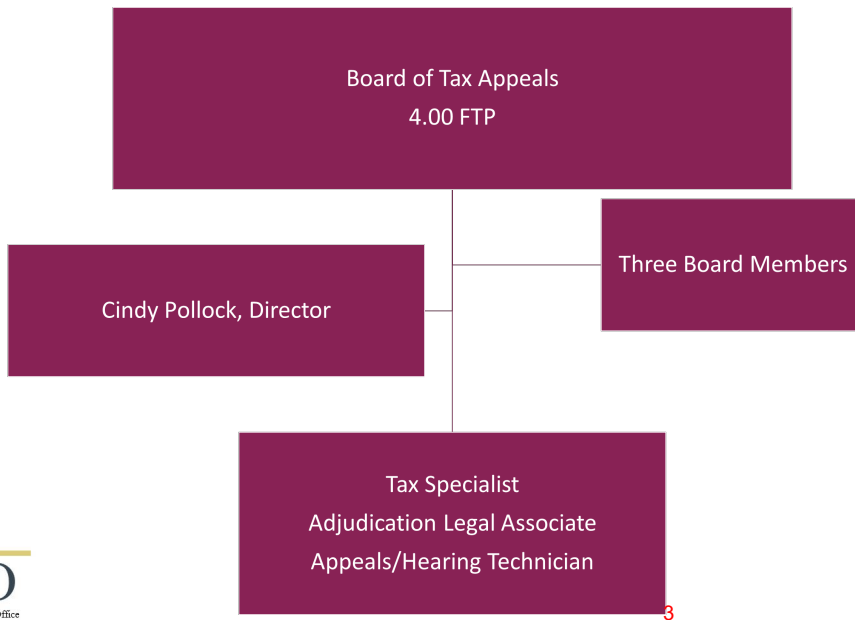 Board of Tax Appeals
4.00 FTP
Three Board Members
Cindy Pollock, Director
Tax Specialist
Adjudication Legal Associate
Appeals/Hearing Technician
Office
3